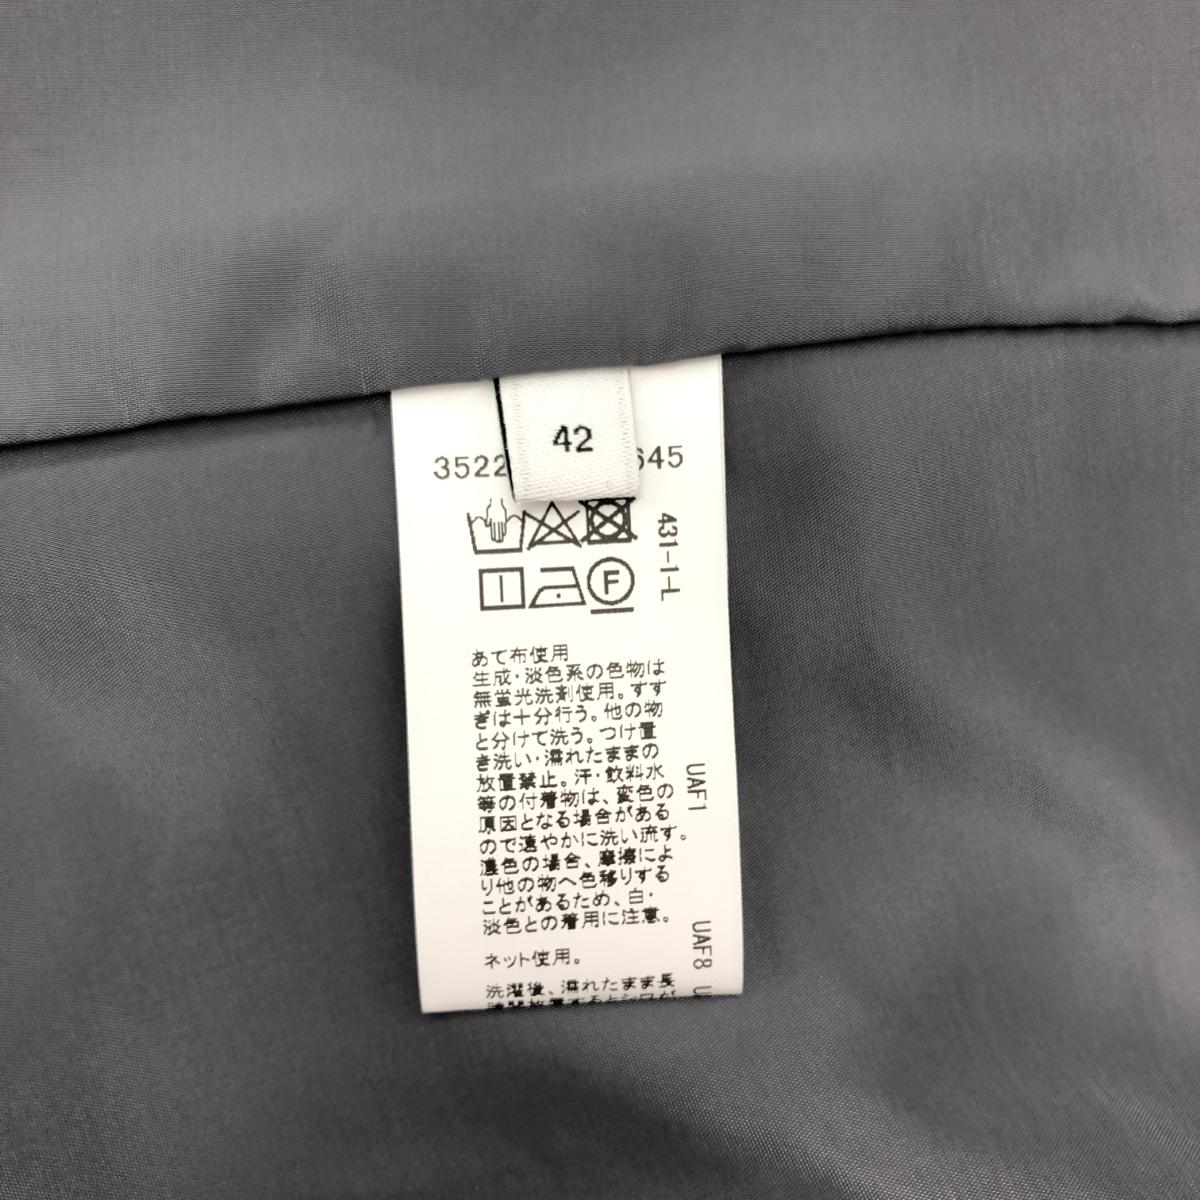 42
3522
645
431-1-L
F
あて布使用
生成・淡色系の色物は
無蛍光洗剤使用。すす
ぎは十分行う。他の物
と分けて洗う。つけ置
き洗い・濡れたままの
放置禁止。汗・飲料水
等の付着物は、変色の
原因となる場合がある
ので速やかに洗い流す。
濃色の場合、摩擦によ
り他の物へ色移りする
ことがあるため、白・
淡色との着用に注意。
ネット使用。
洗濯後、濡れたまま長
UAF1
UAF8